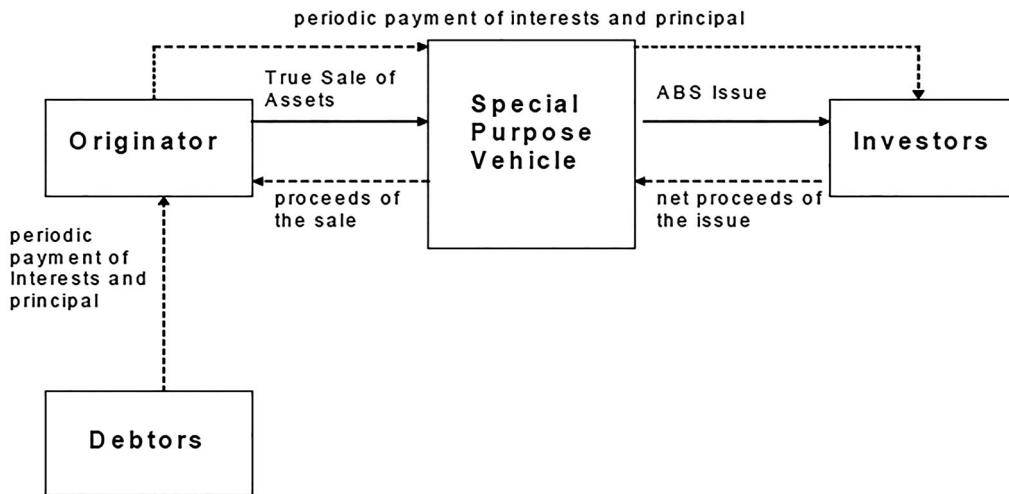 periodic payment of interests and principal
True Sale of
Assets
Originator
Special
Purpose
Vehicle
ABS Issue
Investors
proceeds of
the sale
net proceeds of
the issue
periodic
payment of
Interests and
principal
Debtors